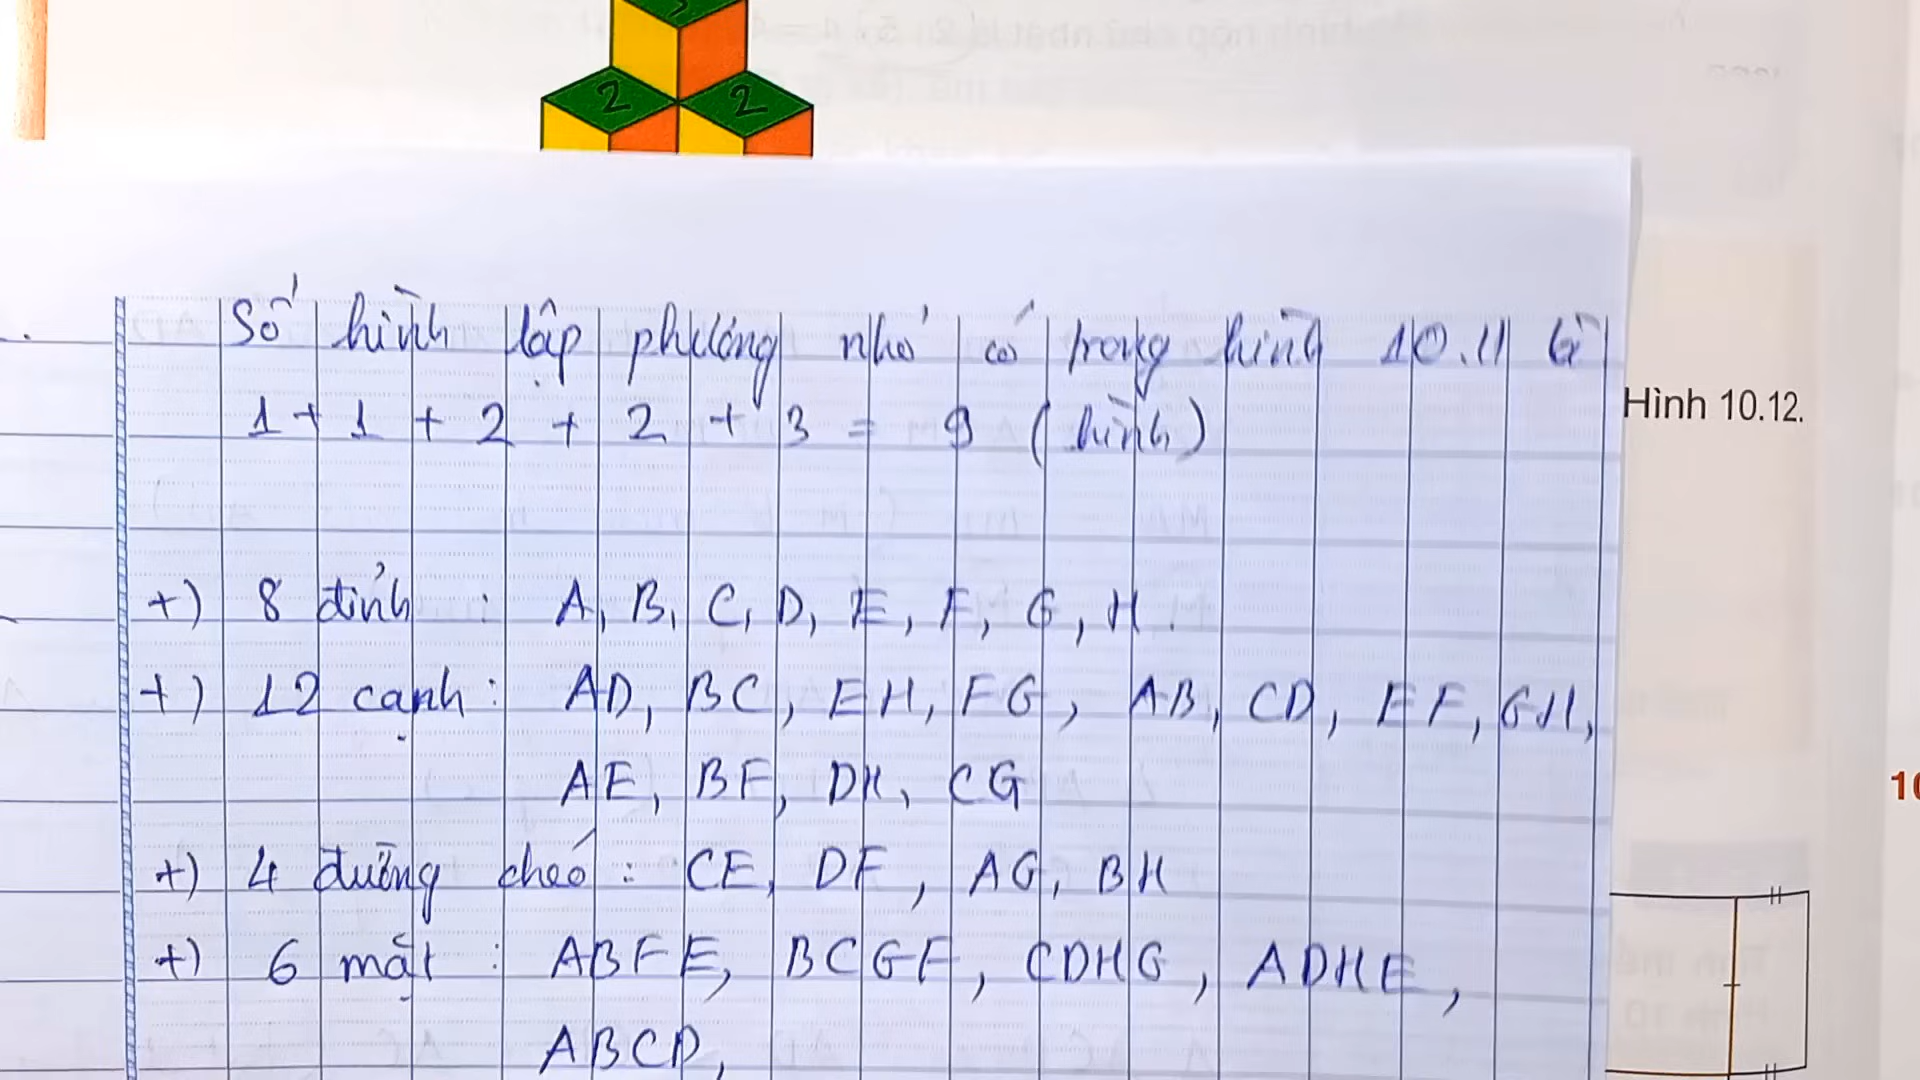 2 2
Số hình lập phương nhỏ có trong hình 10.11 là
1 + 1 + 2 + 2 + 3 = 9 (hình)
Hình 10.12.
+) 8 đỉnh : A, B, C, D, E, F, G, H.
+) 12 cạnh : AD, BC, EH, FG, AB, CD, EF, GH,
AE, BF, DH, CG
10
+) 4 đường chéo : CE, DF, AG, BH
+) 6 mặt : ABFE, BCGF, CDHG, ADHE,
ABCD,